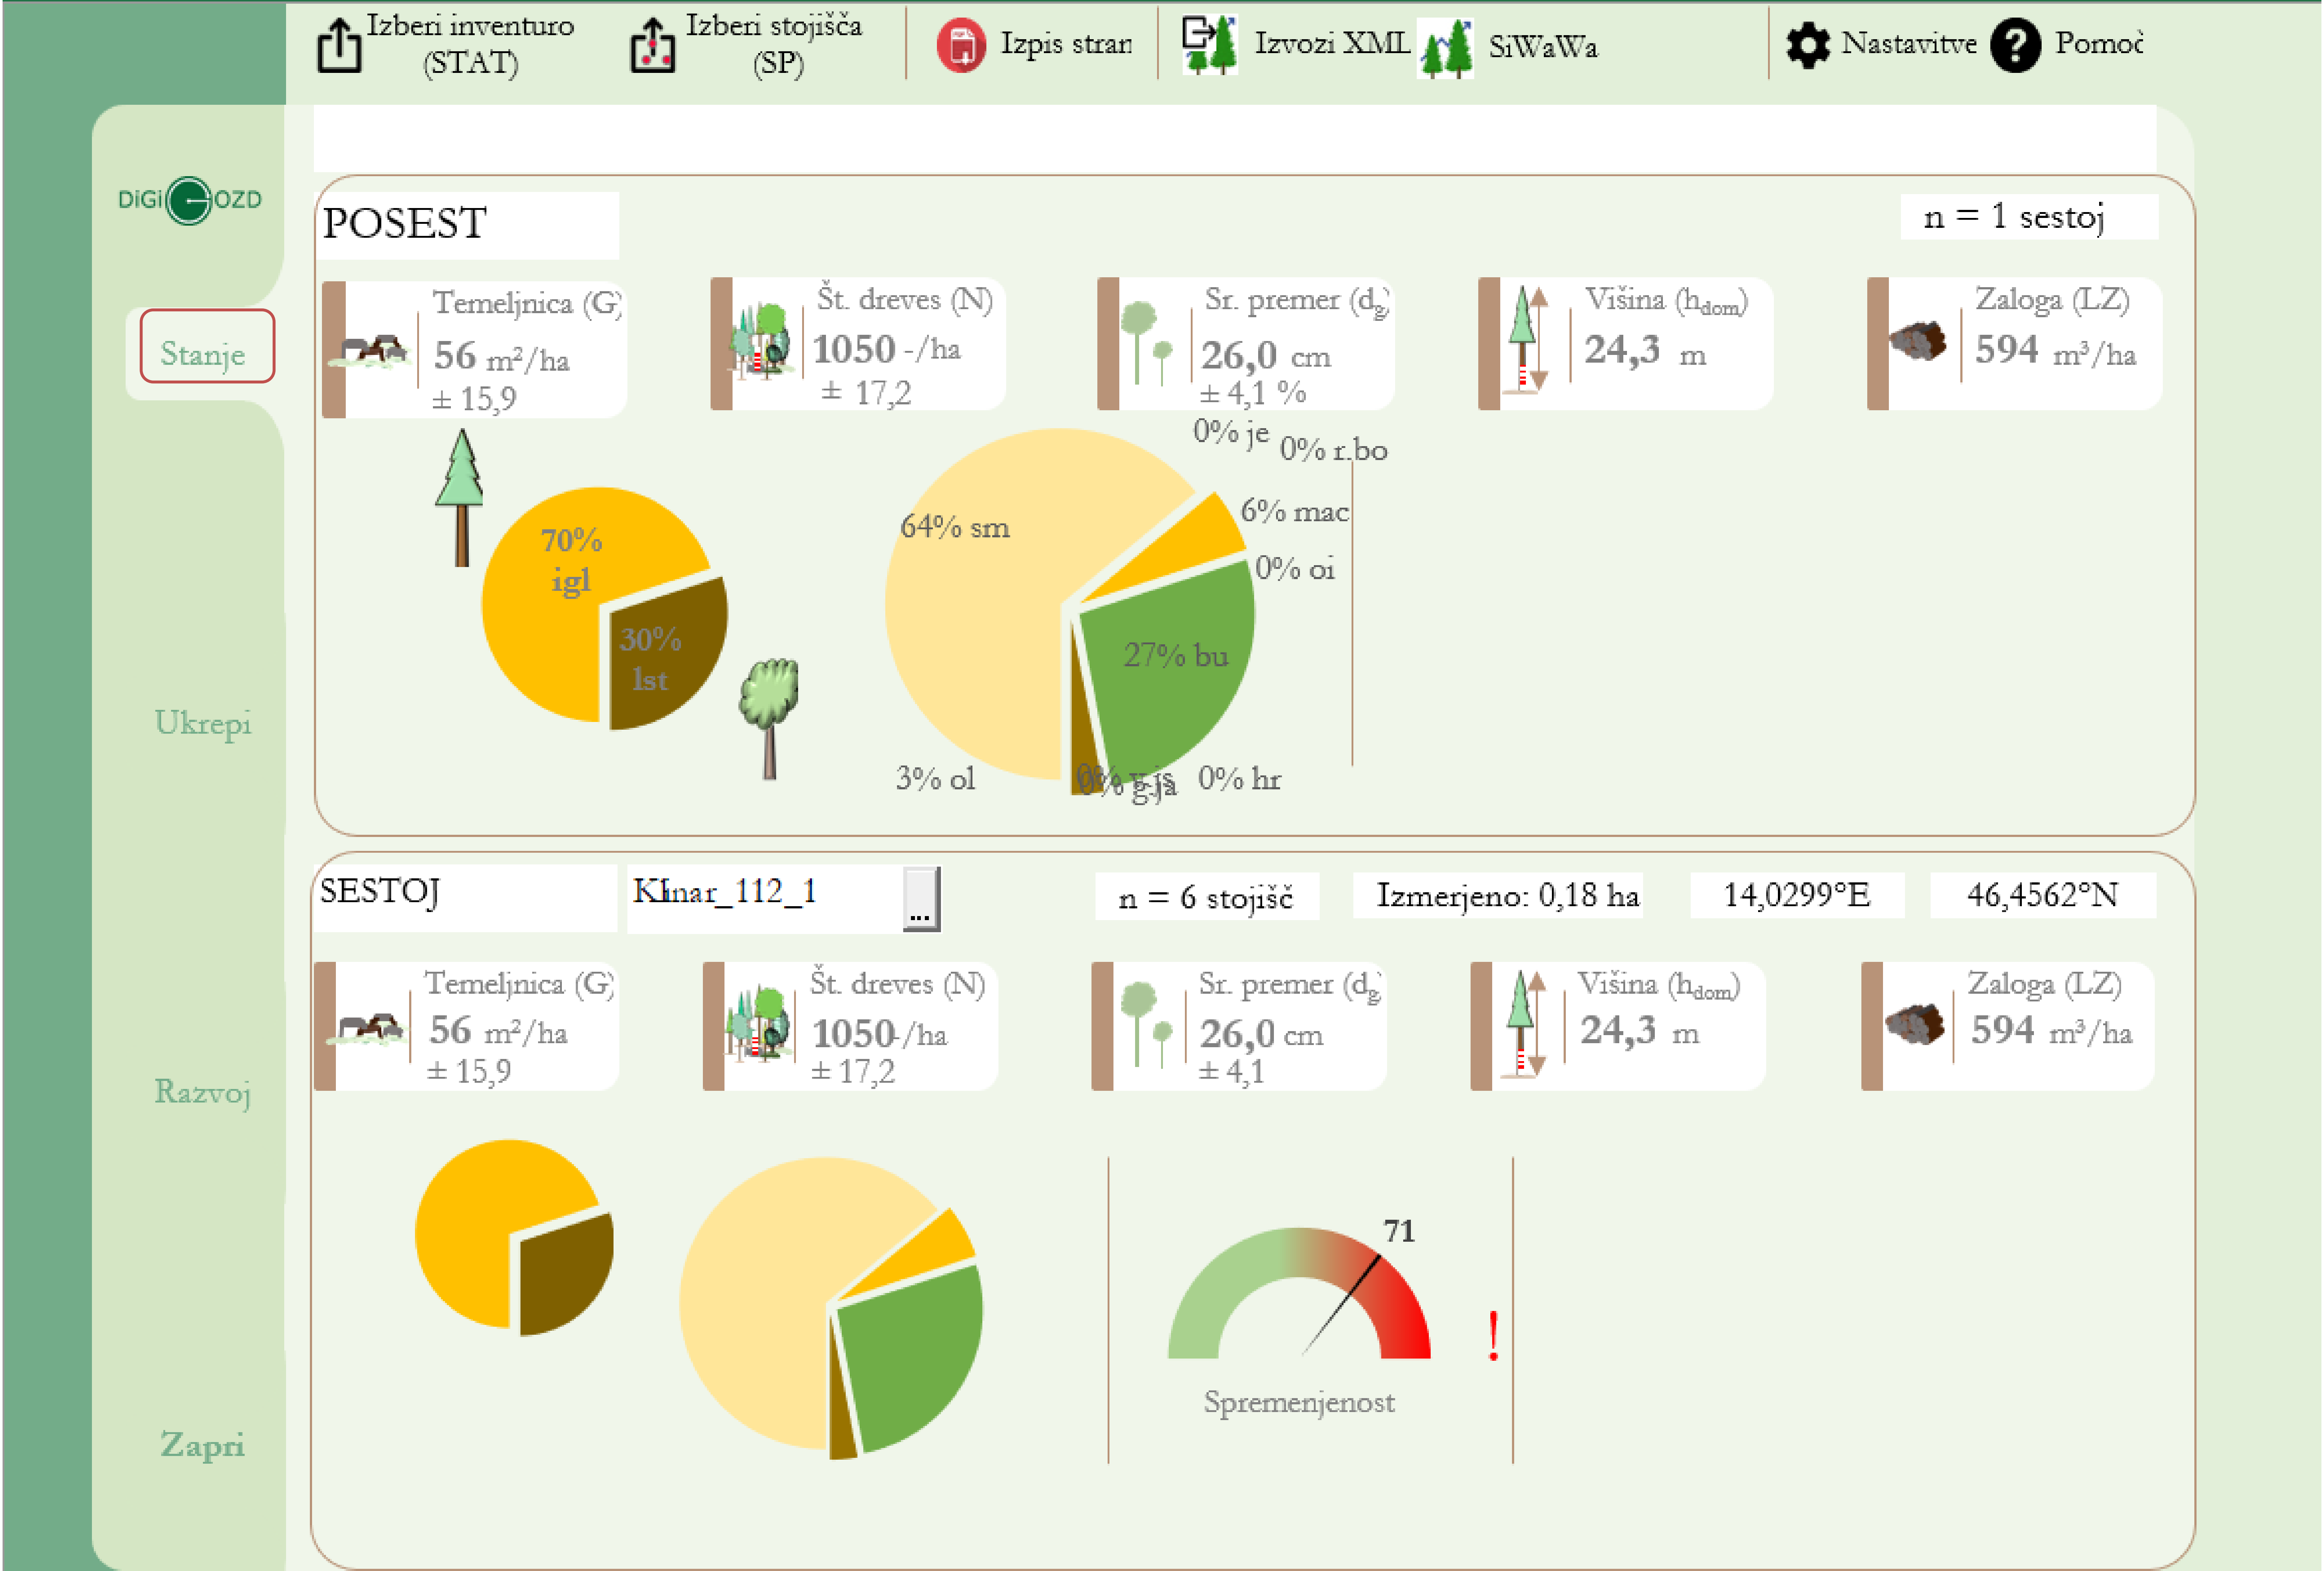 Izberi inventuro
(STAT)
Izberi stojišča
(SP)
Izpis stran
Izvozi XML
SiWaWa
Nastavitve
Pomoč
DiGiGOZD
POSEST
n = 1 sestoj
Temeljnica (G)
56 m²/ha
± 15,9
Št. dreves (N)
1050 -/ha
± 17,2
Sr. premer (dg)
26,0 cm
± 4,1 %
Višina (hdom)
24,3 m
Zaloga (LZ)
594 m³/ha
Stanje
70%
igl
30%
lst
64% sm
0% je
0% r.bo
6% mac
0% oi
27% bu
0% hr
3% ol
0% g.ja
Ukrepi
SESTOJ
Klinar_112_1
...
n = 6 stojišč
Izmerjeno: 0,18 ha
14,0299°E
46,4562°N
Temeljnica (G)
56 m²/ha
± 15,9
Št. dreves (N)
1050-/ha
± 17,2
Sr. premer (dg)
26,0 cm
± 4,1
Višina (hdom)
24,3 m
Zaloga (LZ)
594 m³/ha
Razvoj
71
!
Spremenjenost
Zapri